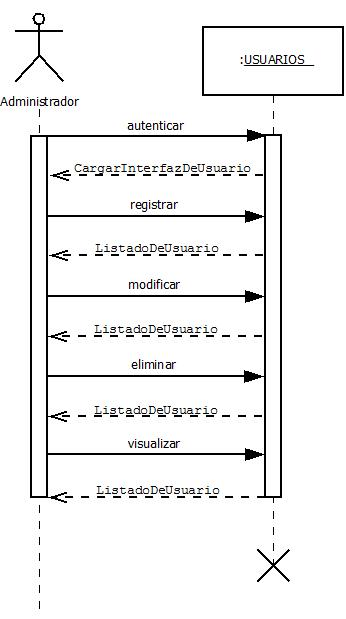 :USUARIOS
Administrador
autenticar
CargarInterfazDeUsuario
registrar
ListadoDeUsuario
modificar
ListadoDeUsuario
eliminar
ListadoDeUsuario
visualizar
ListadoDeUsuario